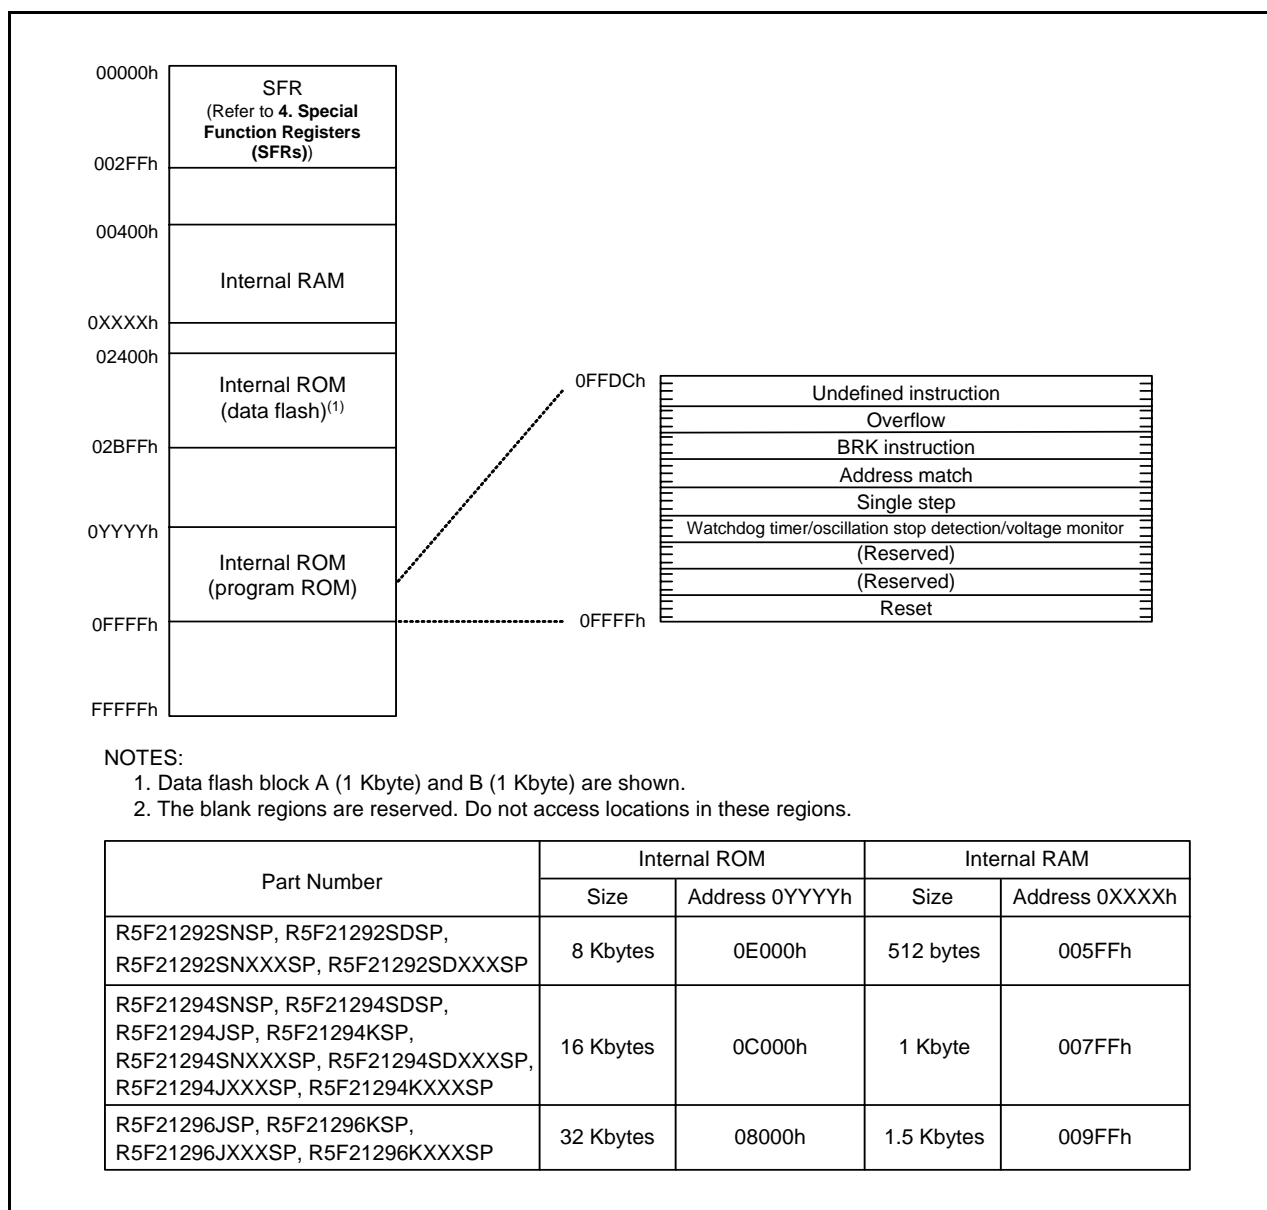 00000h
SFR
(Refer to 4. Special
Function Registers
(SFRs))
002FFh
00400h
Internal RAM
0XXXXh
02400h
Internal ROM
(data flash)(1)
02BFFh
0YYYYh
Internal ROM
(program ROM)
0FFFFh
FFFFFh
0FFDCh
Undefined instruction
Overflow
BRK instruction
Address match
Single step
Watchdog timer/oscillation stop detection/voltage monitor
(Reserved)
(Reserved)
Reset
0FFFFh
NOTES:
1. Data flash block A (1 Kbyte) and B (1 Kbyte) are shown.
2. The blank regions are reserved. Do not access locations in these regions.
Part Number
Internal ROM
Internal RAM
Size
Address 0YYYYh
Size
Address 0XXXXh
R5F21292SNSP, R5F21292SDSP,
R5F21292SNXXXSP, R5F21292SDXXXSP
8 Kbytes
0E000h
512 bytes
005FFh
R5F21294SNSP, R5F21294SDSP,
R5F21294JSP, R5F21294KSP,
R5F21294SNXXXSP, R5F21294SDXXXSP,
R5F21294JXXXSP, R5F21294KXXXSP
16 Kbytes
0C000h
1 Kbyte
007FFh
R5F21296JSP, R5F21296KSP,
R5F21296JXXXSP, R5F21296KXXXSP
32 Kbytes
08000h
1.5 Kbytes
009FFh